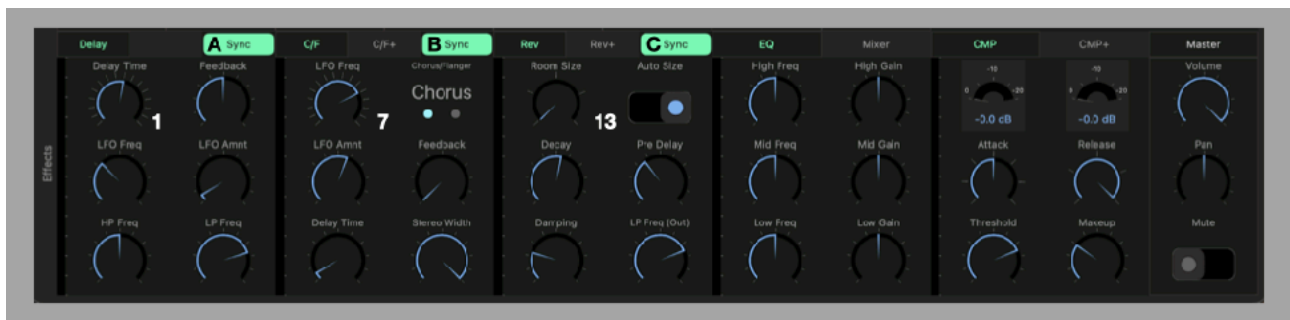 Delay A Sync C/F C/F+ B Sync Rev Rev+ C Sync EQ Mixer CMP CMP+ Master
Delay Time Feedback LFO Freq Chorus/Flanger Room Size Auto Size High Freq High Gain -10 -10 Volume
Chorus
0 -20 0 -20
1 7 13 -0.0 dB -0.0 dB
Effects
LFO Freq LFO Amnt LFO Amnt Feedback Decay Pre Delay Mid Freq Mid Gain Attack Release Pan
HP Freq LP Freq Delay Time Stereo Width Damping LP Freq (Out) Low Freq Low Gain Threshold Makeup Mute